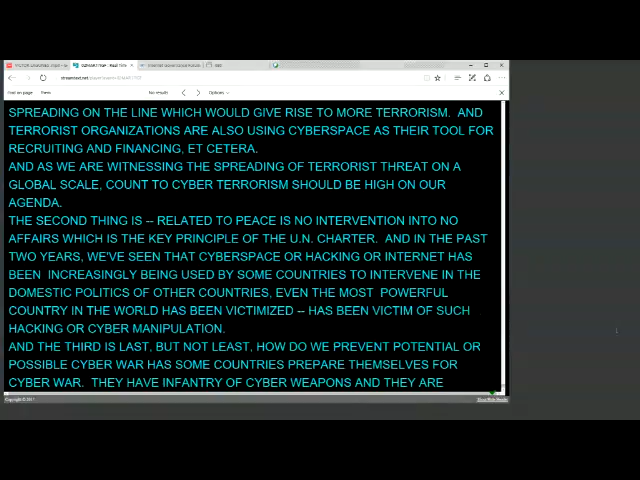 streamtext.net
Find on page
No results
Options
SPREADING ON THE LINE WHICH WOULD GIVE RISE TO MORE TERRORISM.  AND
TERRORIST ORGANIZATIONS ARE ALSO USING CYBERSPACE AS THEIR TOOL FOR
RECRUITING AND FINANCING, ET CETERA.
AND AS WE ARE WITNESSING THE SPREADING OF TERRORIST THREAT ON A
GLOBAL SCALE, COUNT TO CYBER TERRORISM SHOULD BE HIGH ON OUR
AGENDA.
THE SECOND THING IS -- RELATED TO PEACE IS NO INTERVENTION INTO NO
AFFAIRS WHICH IS THE KEY PRINCIPLE OF THE U.N. CHARTER.  AND IN THE PAST
TWO YEARS, WE'VE SEEN THAT CYBERSPACE OR HACKING OR INTERNET HAS
BEEN  INCREASINGLY BEING USED BY SOME COUNTRIES TO INTERVENE IN THE
DOMESTIC POLITICS OF OTHER COUNTRIES, EVEN THE MOST  POWERFUL
COUNTRY IN THE WORLD HAS BEEN VICTIMIZED -- HAS BEEN VICTIM OF SUCH
HACKING OR CYBER MANIPULATION.
AND THE THIRD IS LAST, BUT NOT LEAST, HOW DO WE PREVENT POTENTIAL OR
POSSIBLE CYBER WAR HAS SOME COUNTRIES PREPARE THEMSELVES FOR
CYBER WAR.  THEY HAVE INFANTRY OF CYBER WEAPONS AND THEY ARE